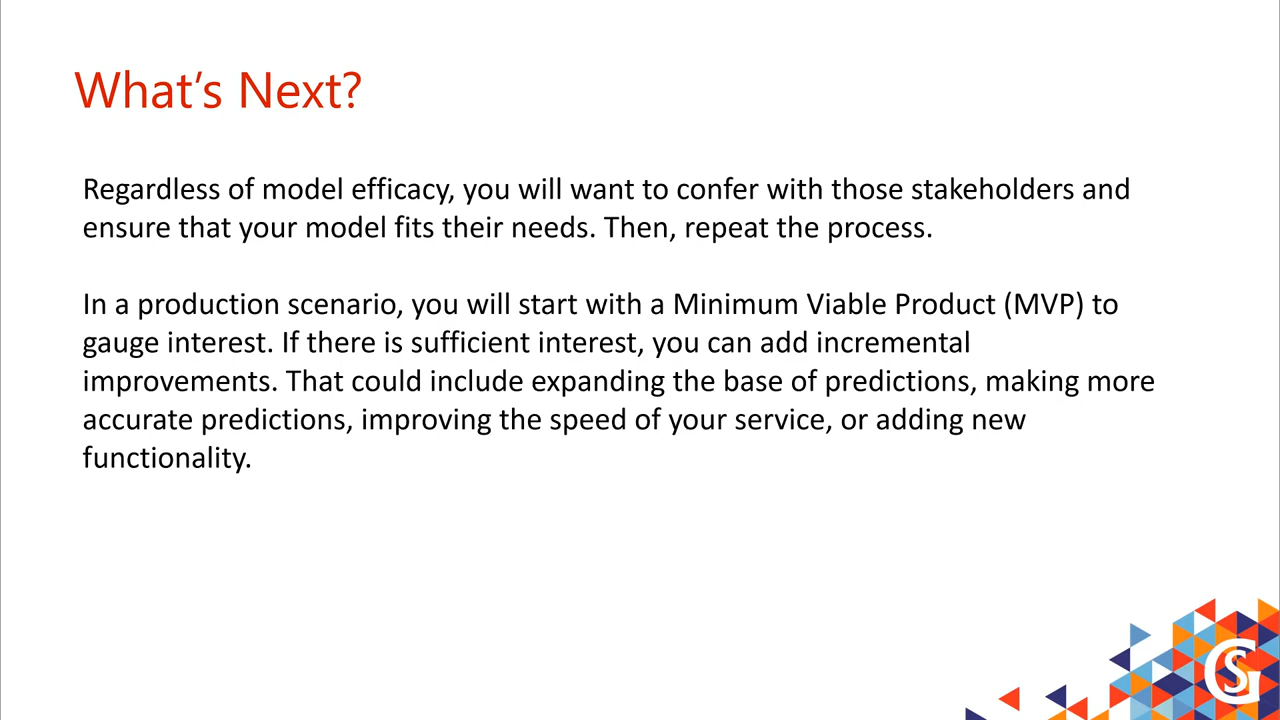 What's Next?
Regardless of model efficacy, you will want to confer with those stakeholders and
ensure that your model fits their needs. Then, repeat the process.
In a production scenario, you will start with a Minimum Viable Product (MVP) to
gauge interest. If there is sufficient interest, you can add incremental
improvements. That could include expanding the base of predictions, making more
accurate predictions, improving the speed of your service, or adding new
functionality.
GS